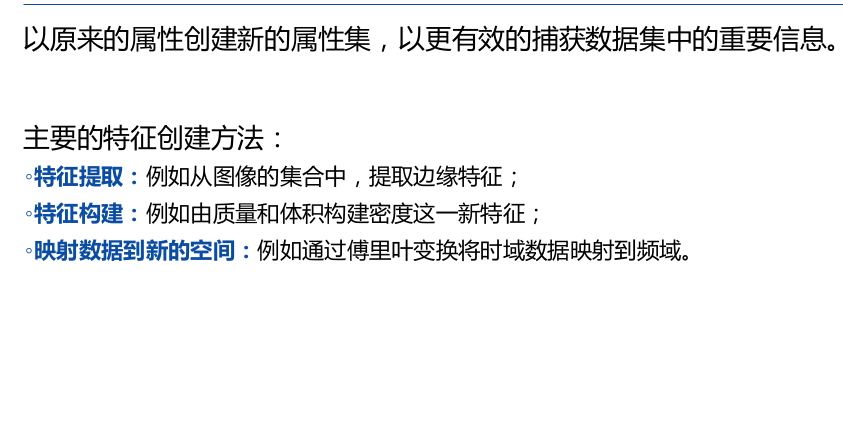 以原来的属性创建新的属性集，以更有效的捕获数据集中的重要信息。
主要的特征创建方法：
◦特征提取：例如从图像的集合中，提取边缘特征；
◦特征构建：例如由质量和体积构建密度这一新特征；
◦映射数据到新的空间：例如通过傅里叶变换将时域数据映射到频域。